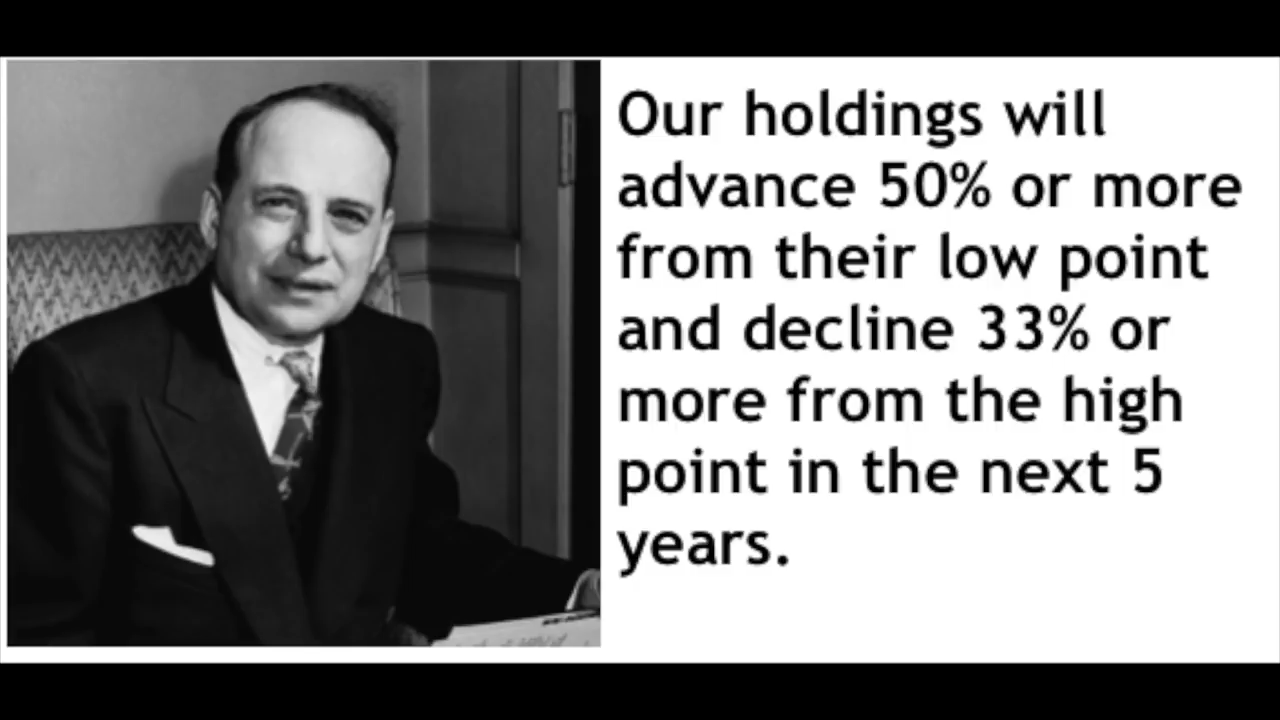 Our holdings will
advance 50% or more
from their low point
and decline 33% or
more from the high
point in the next 5
years.